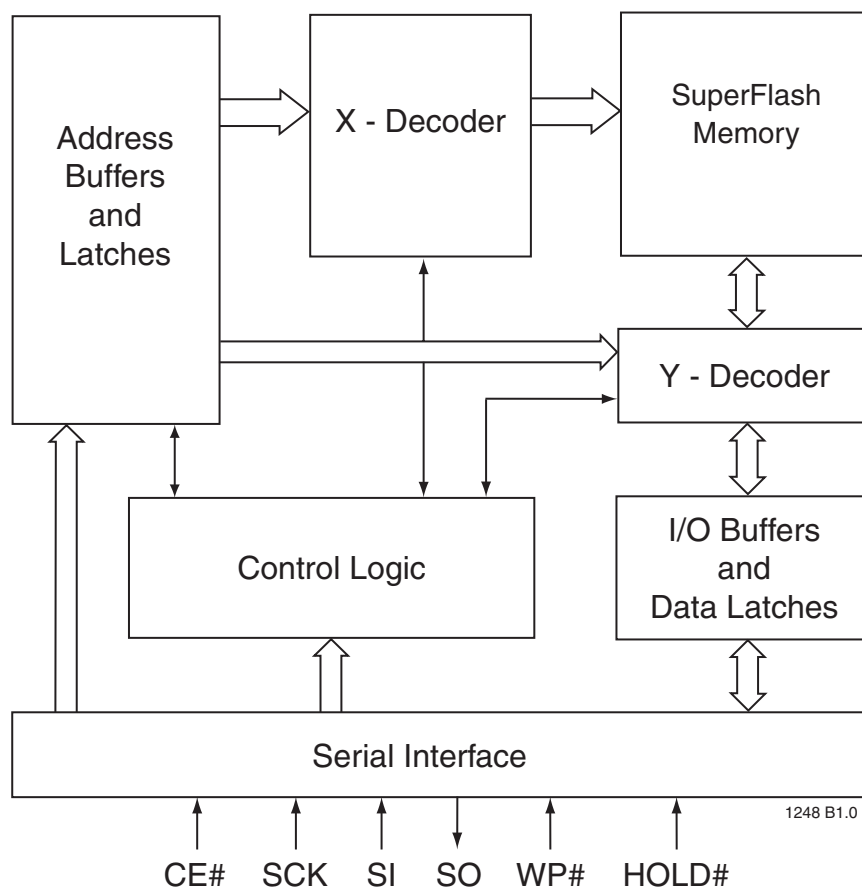 Address
Buffers
and
Latches
X - Decoder
SuperFlash
Memory
Y - Decoder
Control Logic
I/O Buffers
and
Data Latches
Serial Interface
1248 B1.0
CE# SCK SI SO WP# HOLD#